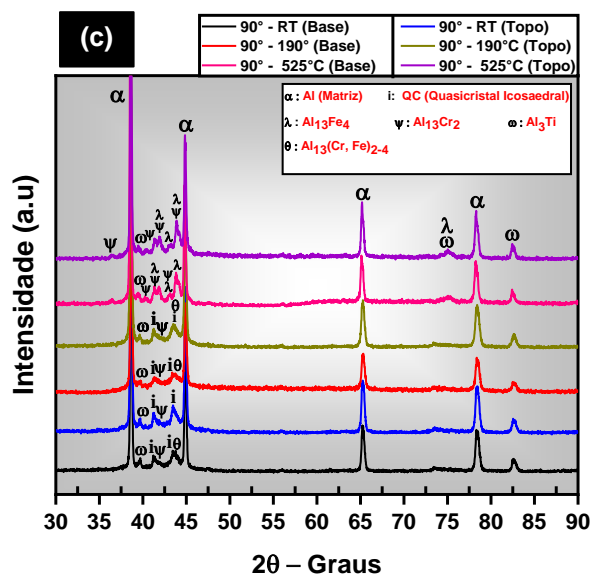 (c)
90° - RT (Base) 90° - RT (Topo)
90° - 190° (Base) 90° - 190°C (Topo)
90° - 525°C (Base) 90° - 525°C (Topo)
α : Al (Matriz) i: QC (Quasicristal Icosaedral)
λ : Al13Fe4 ψ : Al13Cr2 ω : Al3Ti
θ : Al13(Cr, Fe)2-4
α α α α
ψ ω ψ ψ λ ψ λ ψ λ λ ω ω
ω ψ λ ψ ψ λ λ
ω i ψ i θ
ω i ψ i θ
ω i ψ i
ω i ψ i θ
Intensidade (a.u)
30 35 40 45 50 55 60 65 70 75 80 85 90
2θ – Graus